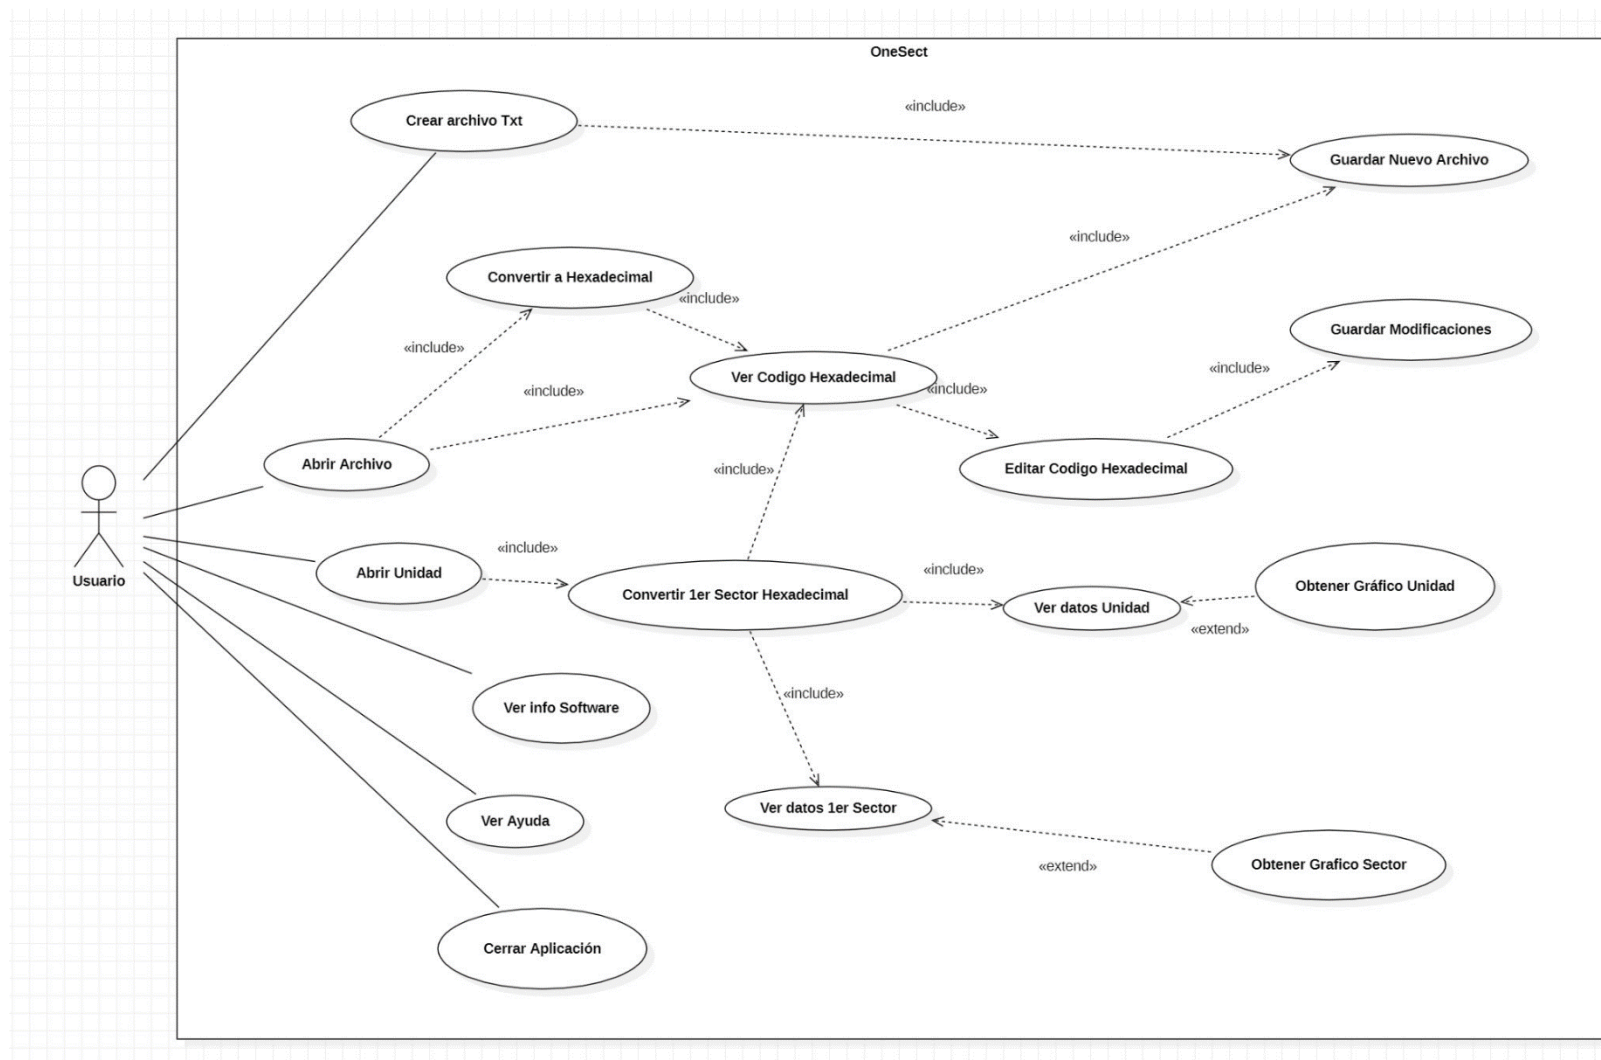 OneSect
Crear archivo Txt
«include»
Guardar Nuevo Archivo
«include»
Convertir a Hexadecimal
«include»
Guardar Modificaciones
«include»
Ver Codigo Hexadecimal
«include»
«include»
«include»
Abrir Archivo
«include»
Editar Codigo Hexadecimal
Usuario
Abrir Unidad
«include»
Convertir 1er Sector Hexadecimal
«include»
Ver datos Unidad
Obtener Gráfico Unidad
«extend»
Ver info Software
«include»
Ver datos 1er Sector
Ver Ayuda
«extend»
Obtener Grafico Sector
Cerrar Aplicación